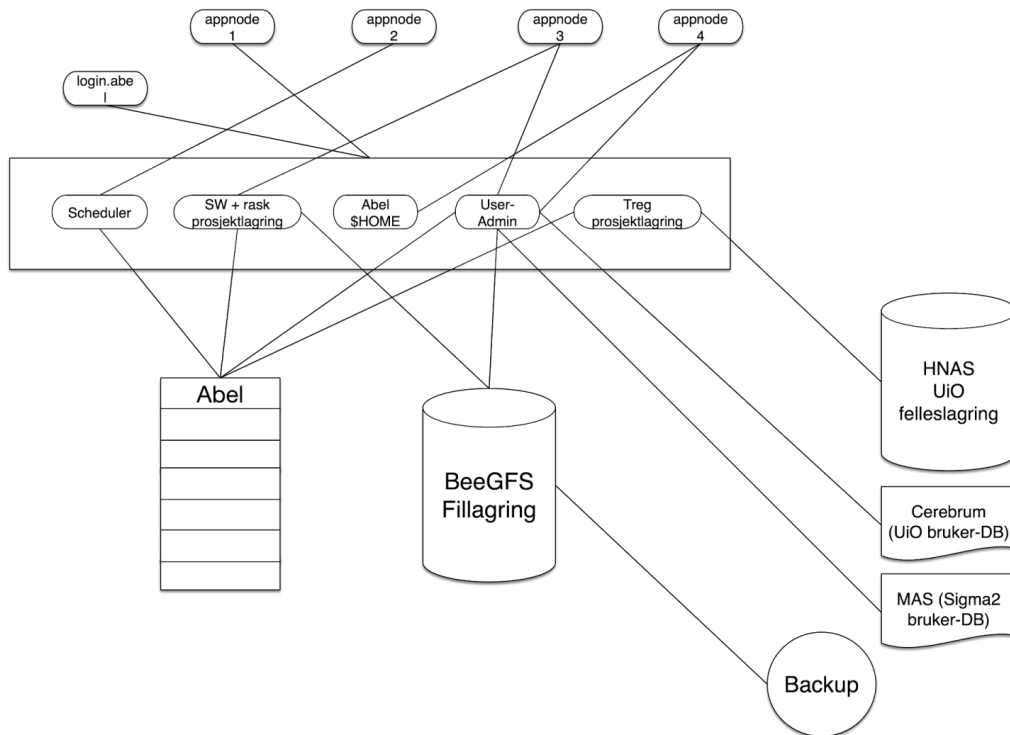 appnode
1
appnode
2
appnode
3
appnode
4
login.abe
l
Scheduler
SW + rask
prosjektlagring
Abel
$HOME
User-
Admin
Treg
prosjektlagring
Abel
BeeGFS
Fillagring
HNAS
UiO
felleslagring
Cerebrum
(UiO bruker-DB)
MAS (Sigma2
bruker-DB)
Backup